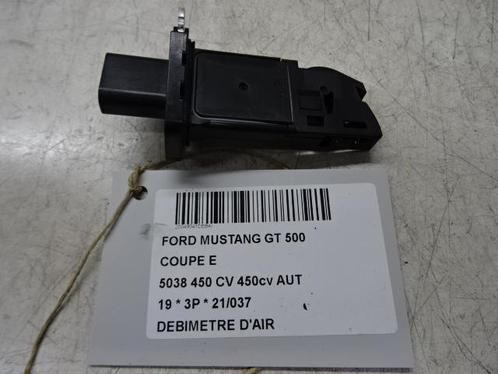 FORD MUSTANG GT 500
COUPE E
5038 450 CV 450cv AUT
19 * 3P * 21/037
DEBIMETRE D'AIR